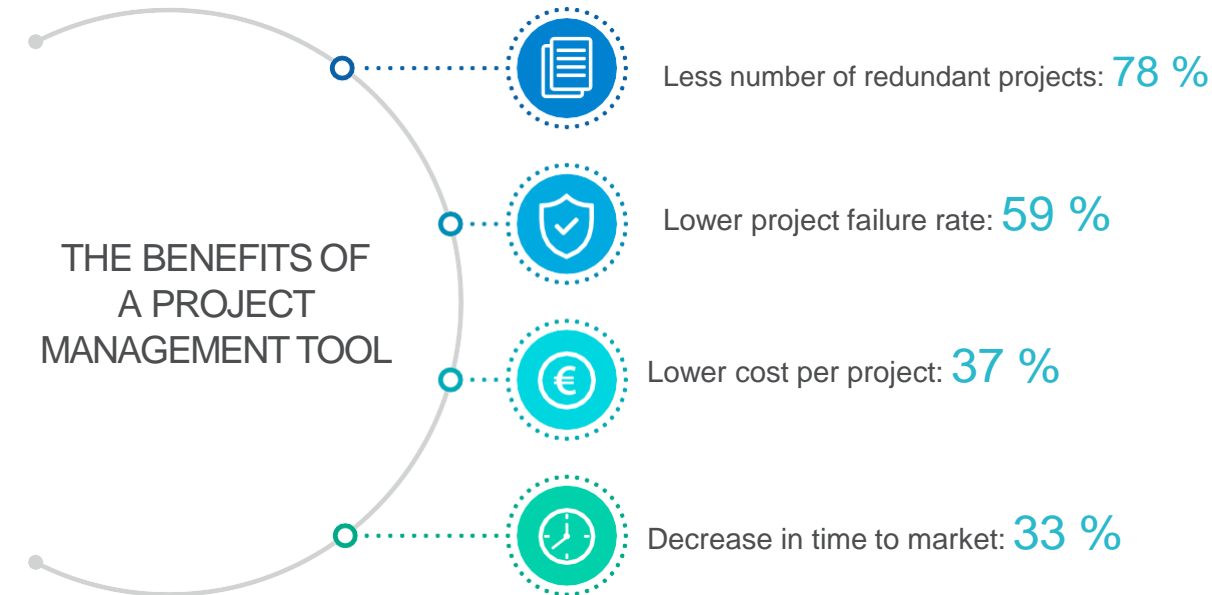 THE BENEFITS OF
A PROJECT
MANAGEMENT TOOL
Less number of redundant projects: 78 %
Lower project failure rate: 59 %
€
Lower cost per project: 37 %
Decrease in time to market: 33 %